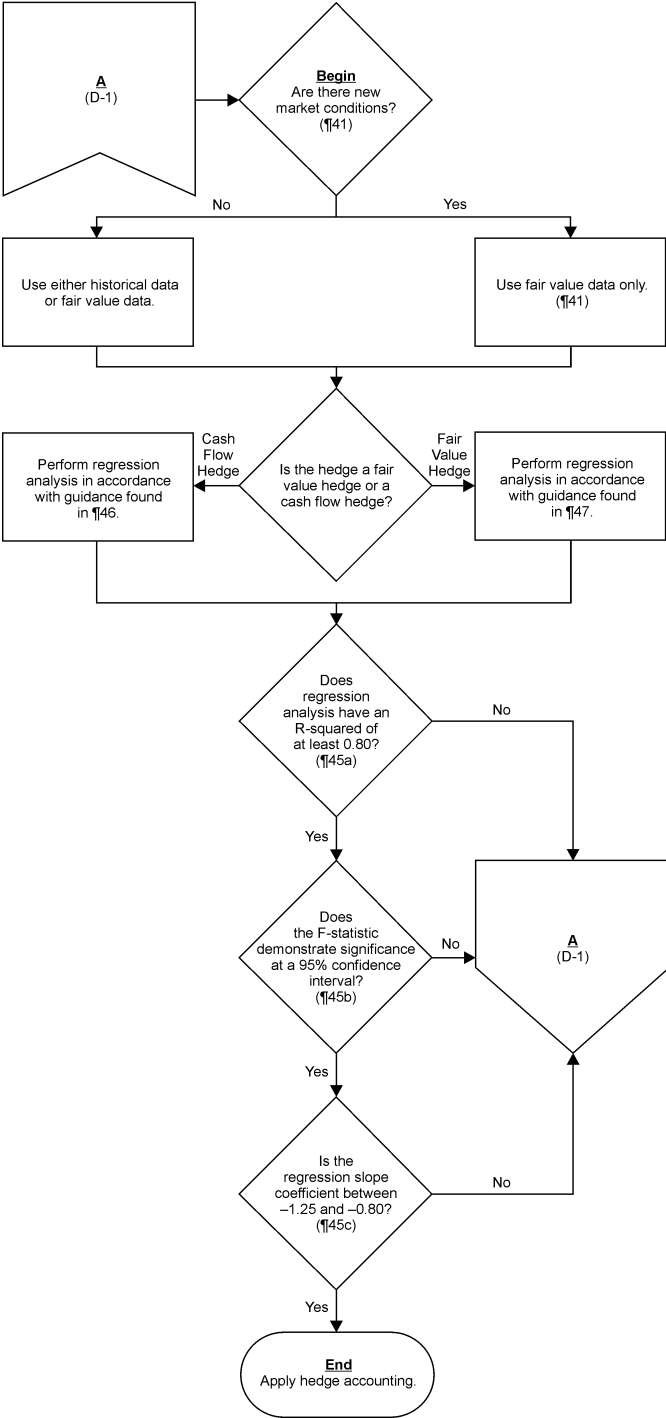 A
(D-1)
Begin
Are there new
market conditions?
(¶41)
No
Yes
Use either historical data
or fair value data.
Use fair value data only.
(¶41)
Cash
Flow
Hedge
Fair
Value
Hedge
Perform regression
analysis in accordance
with guidance found
in ¶46.
Is the hedge a fair
value hedge or a
cash flow hedge?
Perform regression
analysis in accordance
with guidance found
in ¶47.
Does
regression
analysis have an
R-squared of
at least 0.80?
(¶45a)
No
Yes
Does
the F-statistic
demonstrate significance
at a 95% confidence
interval?
(¶45b)
No
A
(D-1)
Yes
Is the
regression slope
coefficient between
–1.25 and –0.80?
(¶45c)
No
Yes
End
Apply hedge accounting.